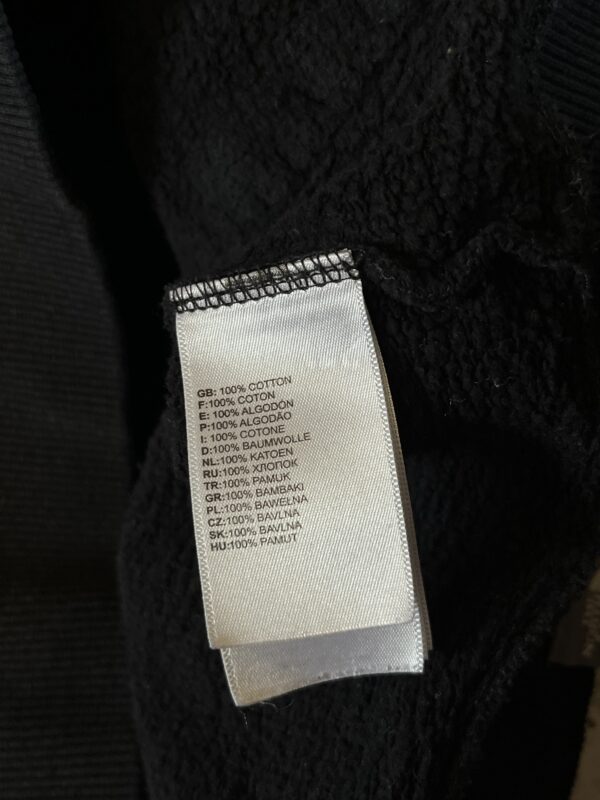 GB: 100% COTTON
F:100% COTON
E: 100% ALGODÓN
P:100% ALGODÃO
I: 100% COTONE
D:100% BAUMWOLLE
NL:100% KATOEN
RU:100% ХЛОПОК
TR:100% PAMUK
GR:100% BAMBAKI
PL:100% BAWEŁNA
CZ:100% BAVLNA
SK:100% BAVLNA
HU:100% PAMUT